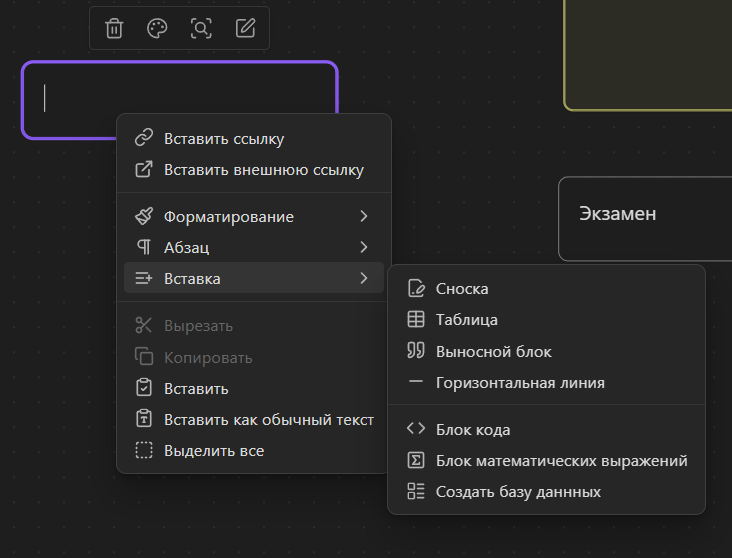 Вставить ссылку
Вставить внешнюю ссылку
Форматирование
Абзац
Вставка
Вырезать
Копировать
Вставить
Вставить как обычный текст
Выделить все
Экзамен
Сноска
Таблица
Выносной блок
Горизонтальная линия
Блок кода
Блок математических выражений
Создать базу даннных